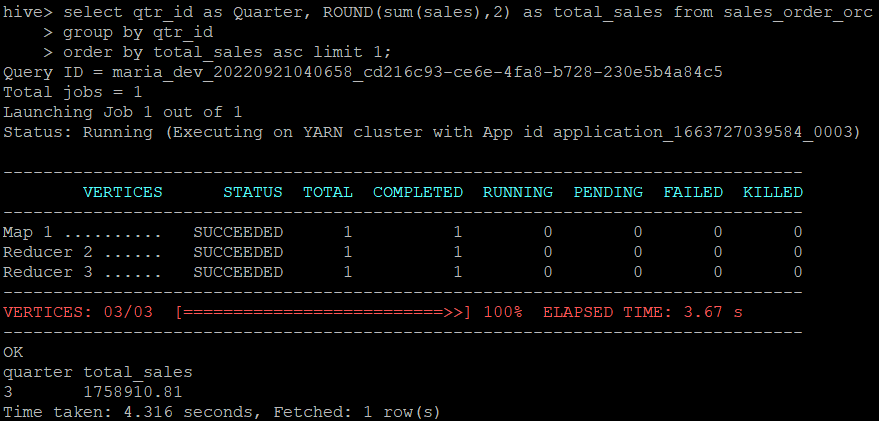 hive> select qtr_id as Quarter, ROUND(sum(sales),2) as total_sales from sales_order_orc
    > group by qtr_id
    > order by total_sales asc limit 1;
Query ID = maria_dev_20220921040658_cd216c93-ce6e-4fa8-b728-230e5b4a84c5
Total jobs = 1
Launching Job 1 out of 1
Status: Running (Executing on YARN cluster with App id application_1663727039584_0003)
--------------------------------------------------------------------------------
        VERTICES      STATUS  TOTAL  COMPLETED  RUNNING  PENDING  FAILED  KILLED
--------------------------------------------------------------------------------
Map 1 ..........   SUCCEEDED      1          1        0        0       0       0
Reducer 2 ......   SUCCEEDED      1          1        0        0       0       0
Reducer 3 ......   SUCCEEDED      1          1        0        0       0       0
--------------------------------------------------------------------------------
VERTICES: 03/03  [==========================>>] 100%  ELAPSED TIME: 3.67 s
--------------------------------------------------------------------------------
OK
quarter total_sales
3       1758910.81
Time taken: 4.316 seconds, Fetched: 1 row(s)